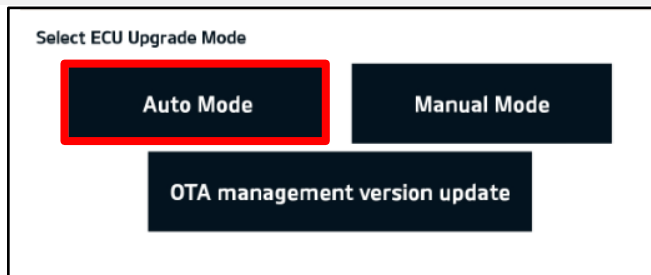 Select ECU Upgrade Mode
Auto Mode
Manual Mode
OTA management version update